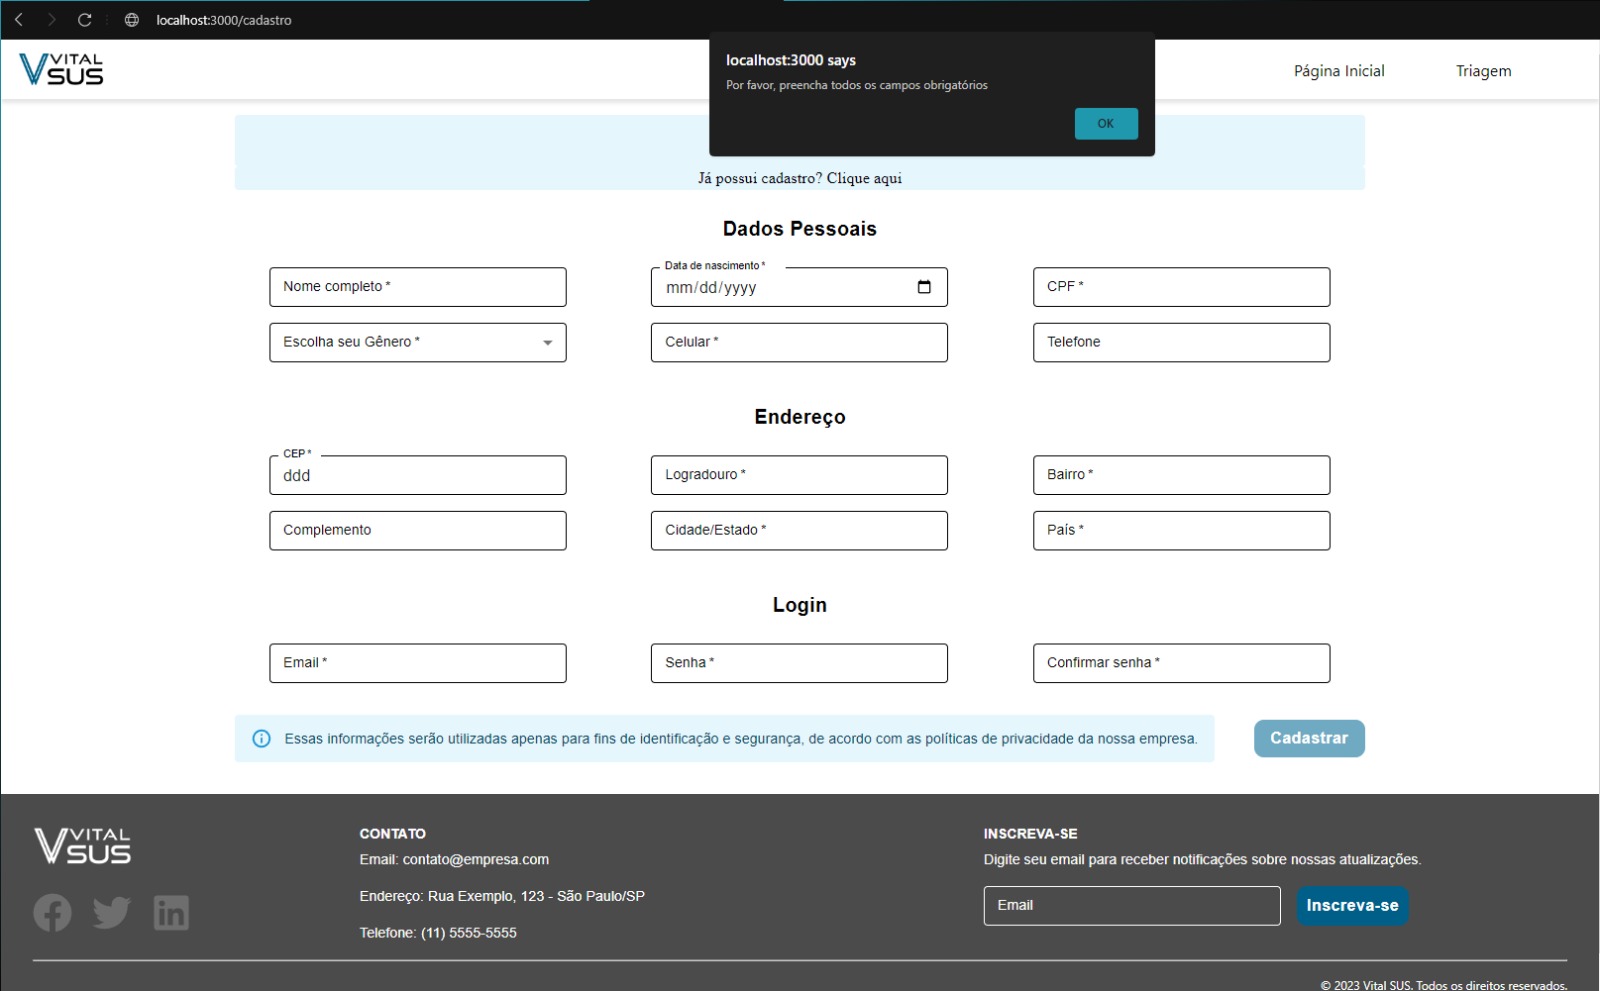 localhost:3000/cadastro
VITAL
SUS
Página Inicial
Triagem
localhost:3000 says
Por favor, preencha todos os campos obrigatórios
OK
Já possui cadastro? Clique aqui
Dados Pessoais
Nome completo *
Data de nascimento *
mm/dd/yyyy
CPF *
Escolha seu Gênero *
Celular *
Telefone
Endereço
CEP *
ddd
Logradouro *
Bairro *
Complemento
Cidade/Estado *
País *
Login
Email *
Senha *
Confirmar senha *
Essas informações serão utilizadas apenas para fins de identificação e segurança, de acordo com as políticas de privacidade da nossa empresa.
Cadastrar
VITAL
SUS
CONTATO
Email: contato@empresa.com
Endereço: Rua Exemplo, 123 - São Paulo/SP
Telefone: (11) 5555-5555
INSCREVA-SE
Digite seu email para receber notificações sobre nossas atualizações.
Email
Inscreva-se
© 2023 Vital SUS. Todos os direitos reservados.